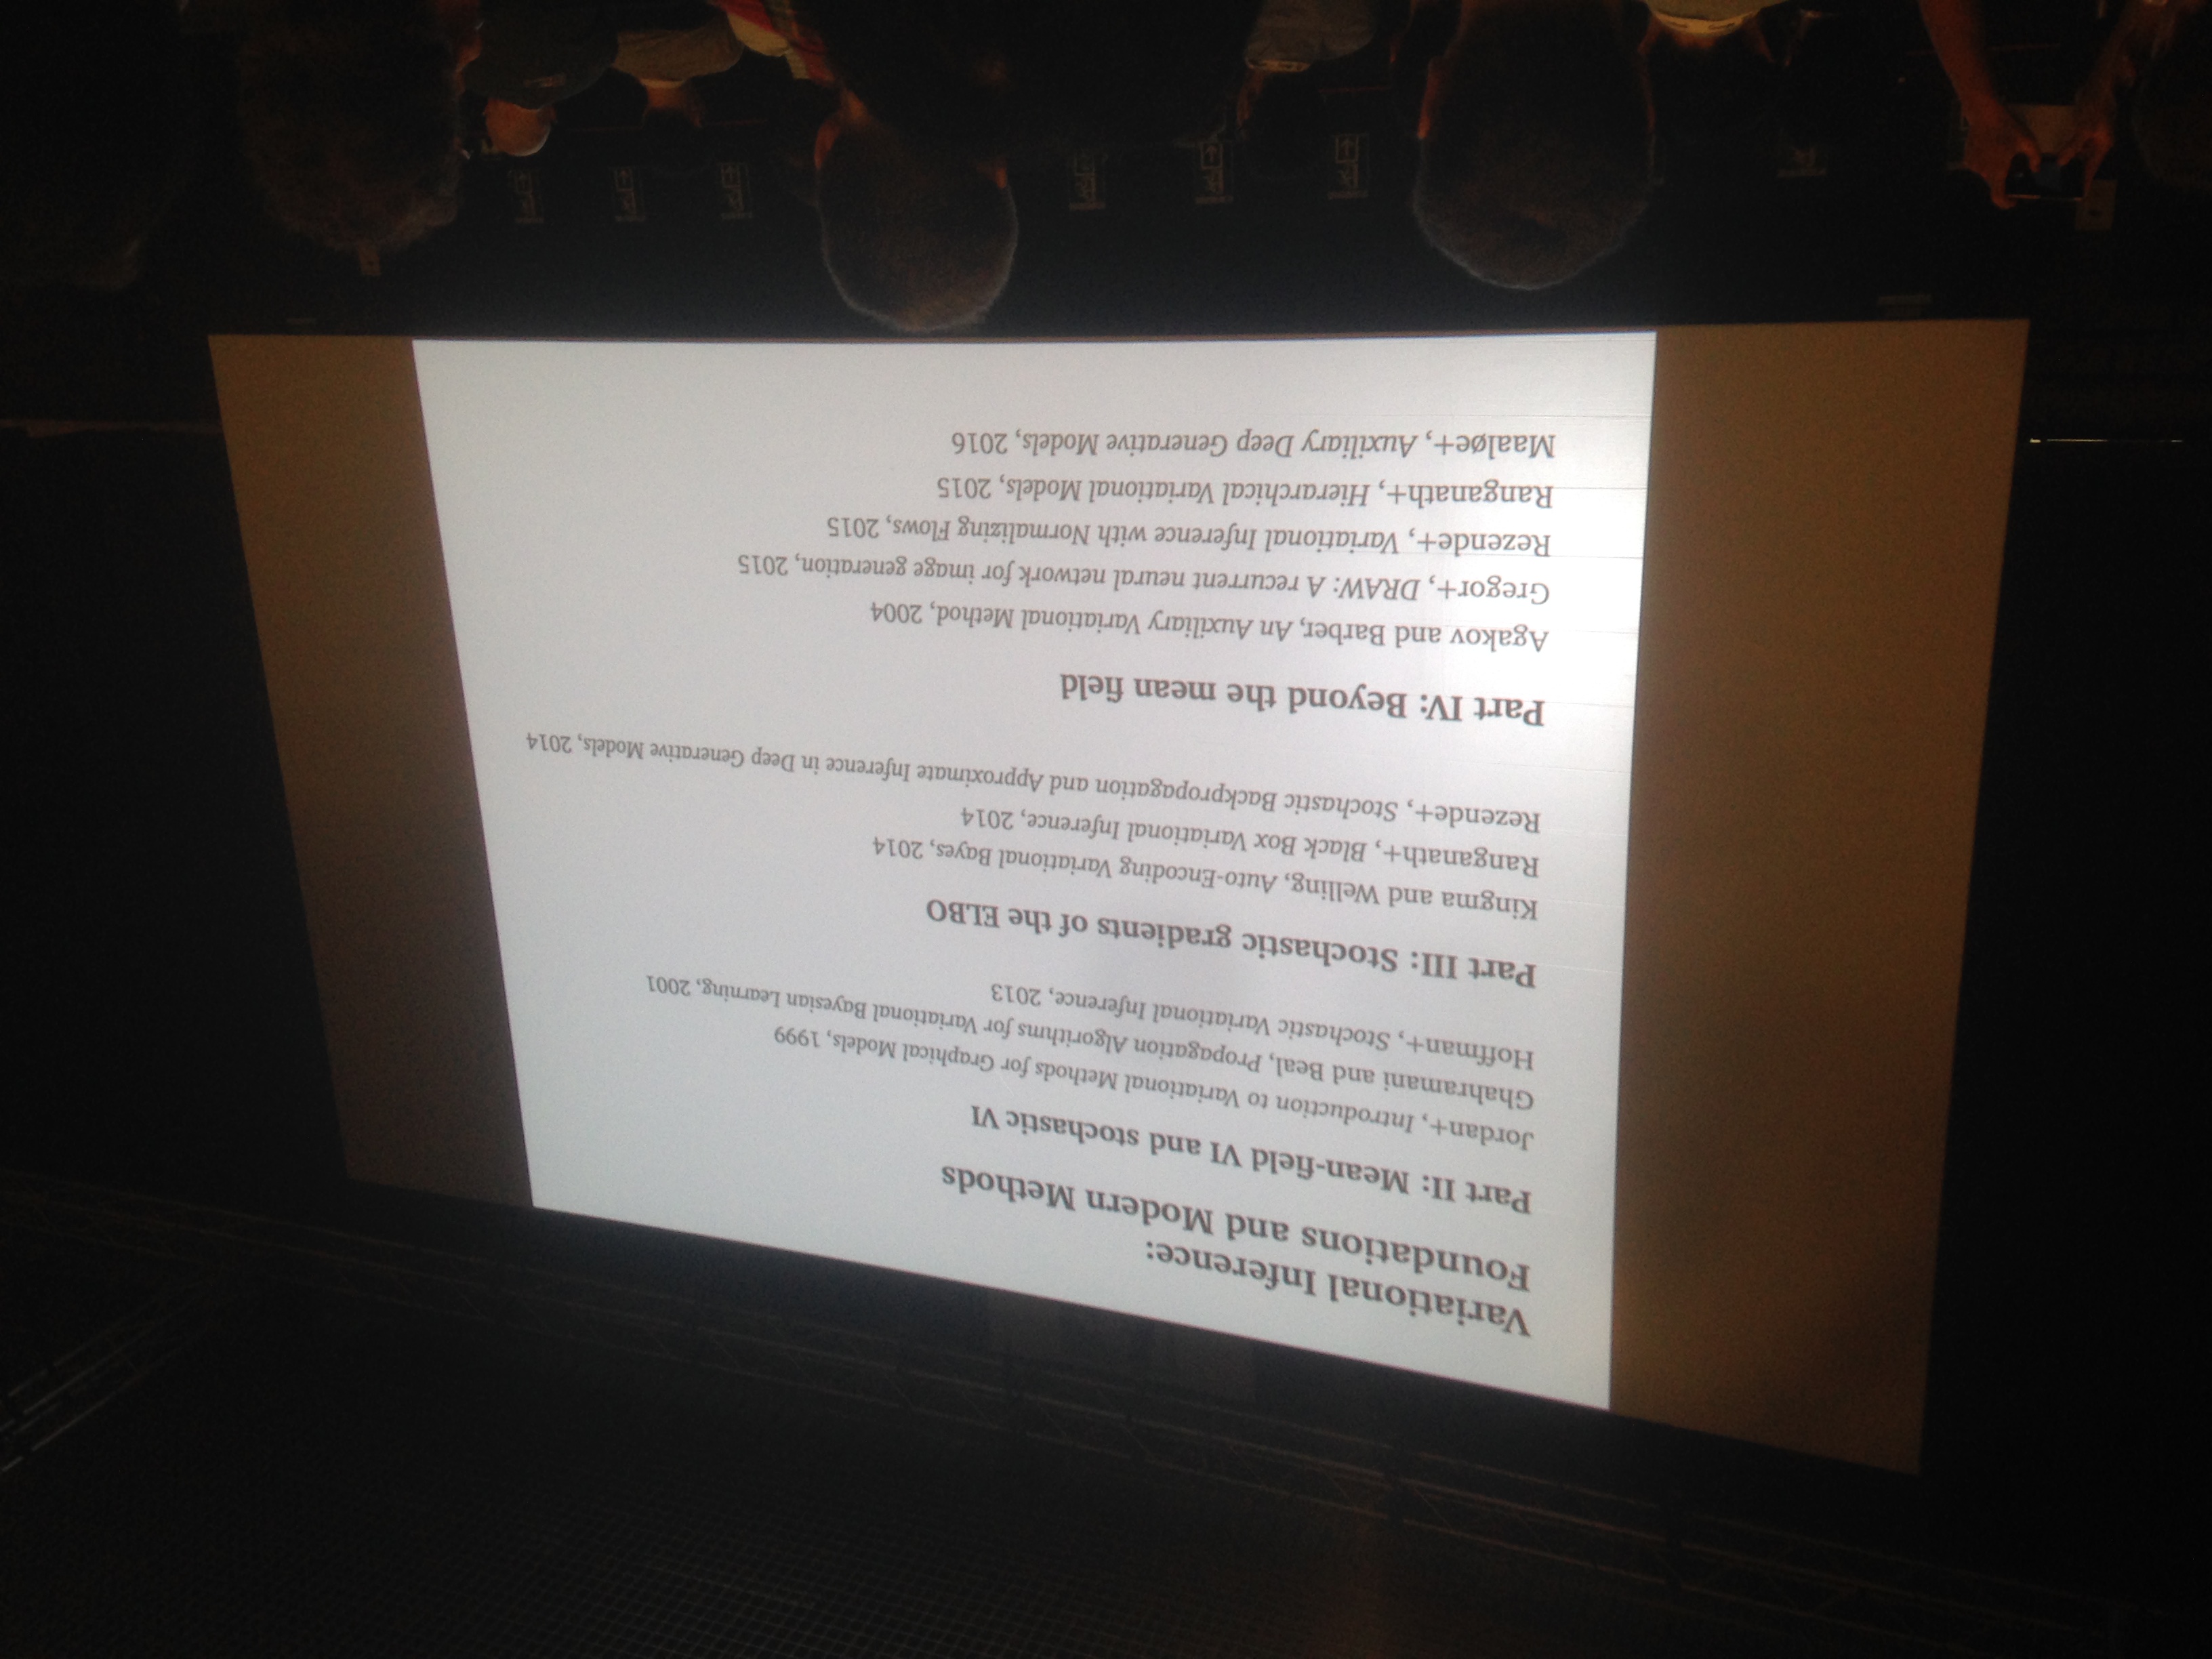 Variational Inference:
Foundations and Modern Methods
Part II: Mean-field VI and stochastic VI
Jordan+, Introduction to Variational Methods for Graphical Models, 1999
Ghahramani and Beal, Propagation Algorithms for Variational Bayesian Learning, 2001
Hoffman+, Stochastic Variational Inference, 2013
Part III: Stochastic gradients of the ELBO
Kingma and Welling, Auto-Encoding Variational Bayes, 2014
Ranganath+, Black Box Variational Inference, 2014
Rezende+, Stochastic Backpropagation and Approximate Inference in Deep Generative Models, 2014
Part IV: Beyond the mean field
Agakov and Barber, An Auxiliary Variational Method, 2004
Gregor+, DRAW: A recurrent neural network for image generation, 2015
Rezende+, Variational Inference with Normalizing Flows, 2015
Ranganath+, Hierarchical Variational Models, 2015
Maaløe+, Auxiliary Deep Generative Models, 2016